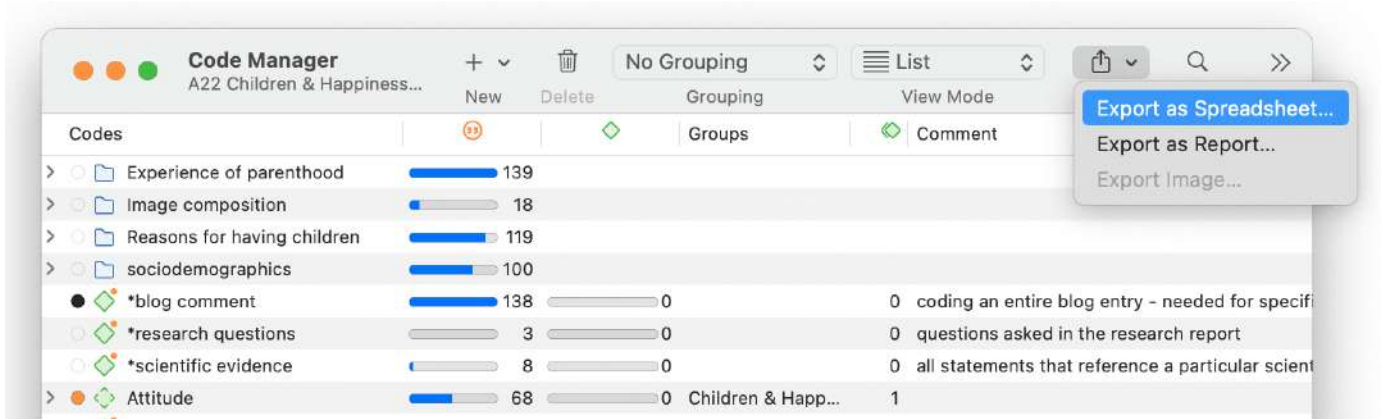 Code Manager
A22 Children & Happiness...
No Grouping
List
New
Delete
Grouping
View Mode
Export as Spreadsheet...
Export as Report...
Export Image...
Codes
Groups
Comment
Experience of parenthood 139
Image composition 18
Reasons for having children 119
sociodemographics 100
*blog comment 138 0 0 coding an entire blog entry - needed for specifi
*research questions 3 0 0 questions asked in the research report
*scientific evidence 8 0 0 all statements that reference a particular scient
Attitude 68 0 Children & Happ... 1